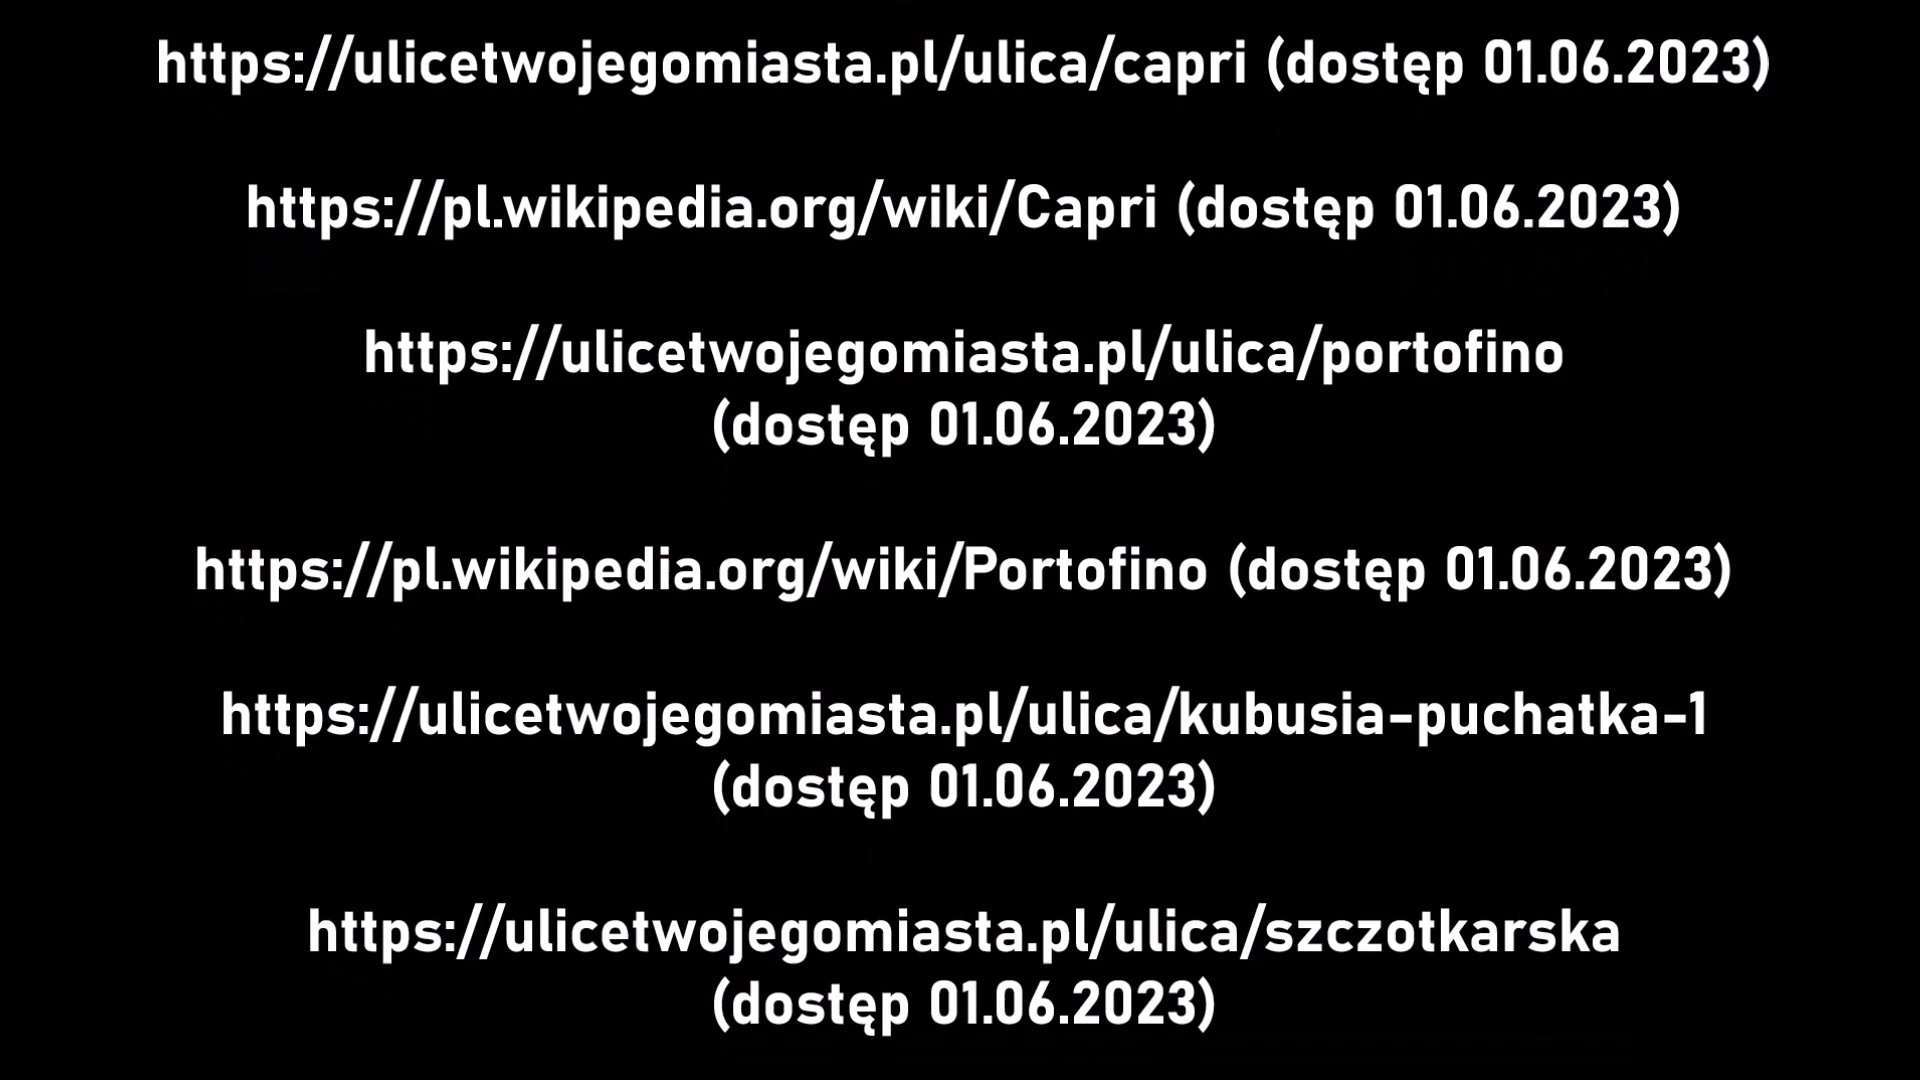 https://ulicetwojegomiasta.pl/ulica/capri (dostęp 01.06.2023)
https://pl.wikipedia.org/wiki/Capri (dostęp 01.06.2023)
https://ulicetwojegomiasta.pl/ulica/portofino
(dostęp 01.06.2023)
https://pl.wikipedia.org/wiki/Portofino (dostęp 01.06.2023)
https://ulicetwojegomiasta.pl/ulica/kubusia-puchatka-1
(dostęp 01.06.2023)
https://ulicetwojegomiasta.pl/ulica/szczotkarska
(dostęp 01.06.2023)